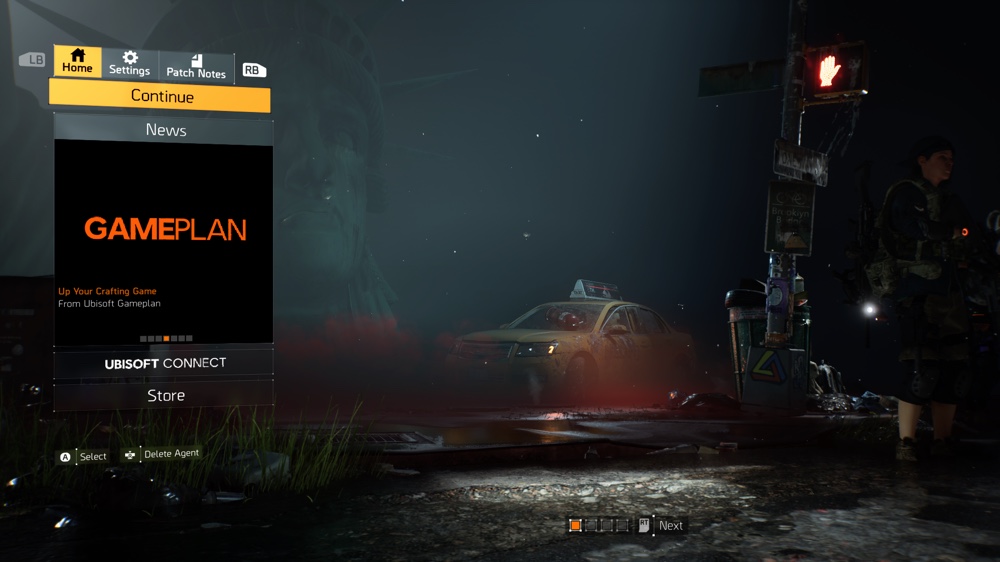 LB
Home
Settings
Patch Notes
RB
Continue
News
GAMEPLAN
Up Your Crafting Game
From Ubisoft Gameplan
UBISOFT CONNECT
Store
A Select
Delete Agent
RT Next
Brooklyn